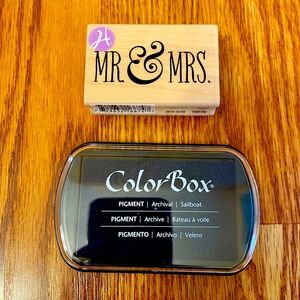 H
MR. & MRS.
ColorBox®
PIGMENT | Archival | Sailboat
PIGMENT | Archive | Bateau à voile
PIGMENTO | Archivo | Velero